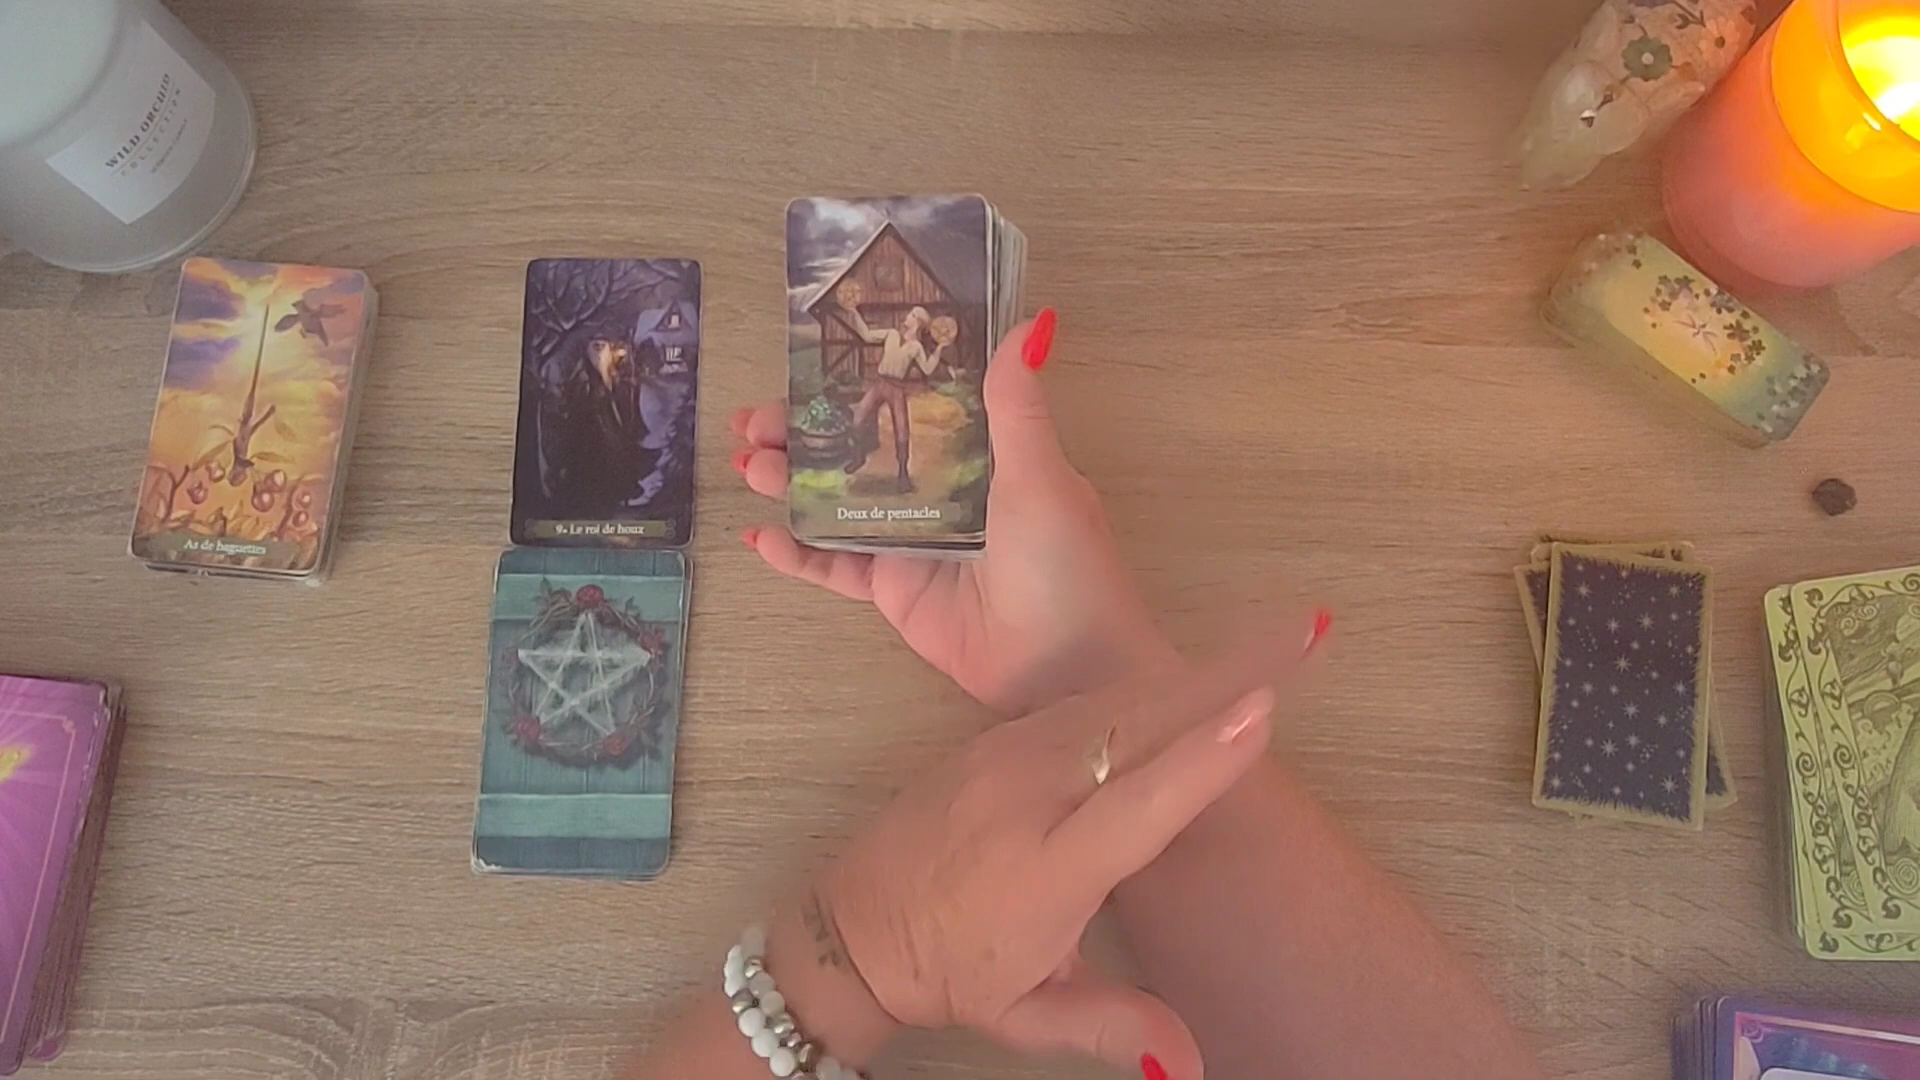 WILD ORCHID
COLLECTION
As de baguettes
9. Le roi de houx
Deux de pentacles